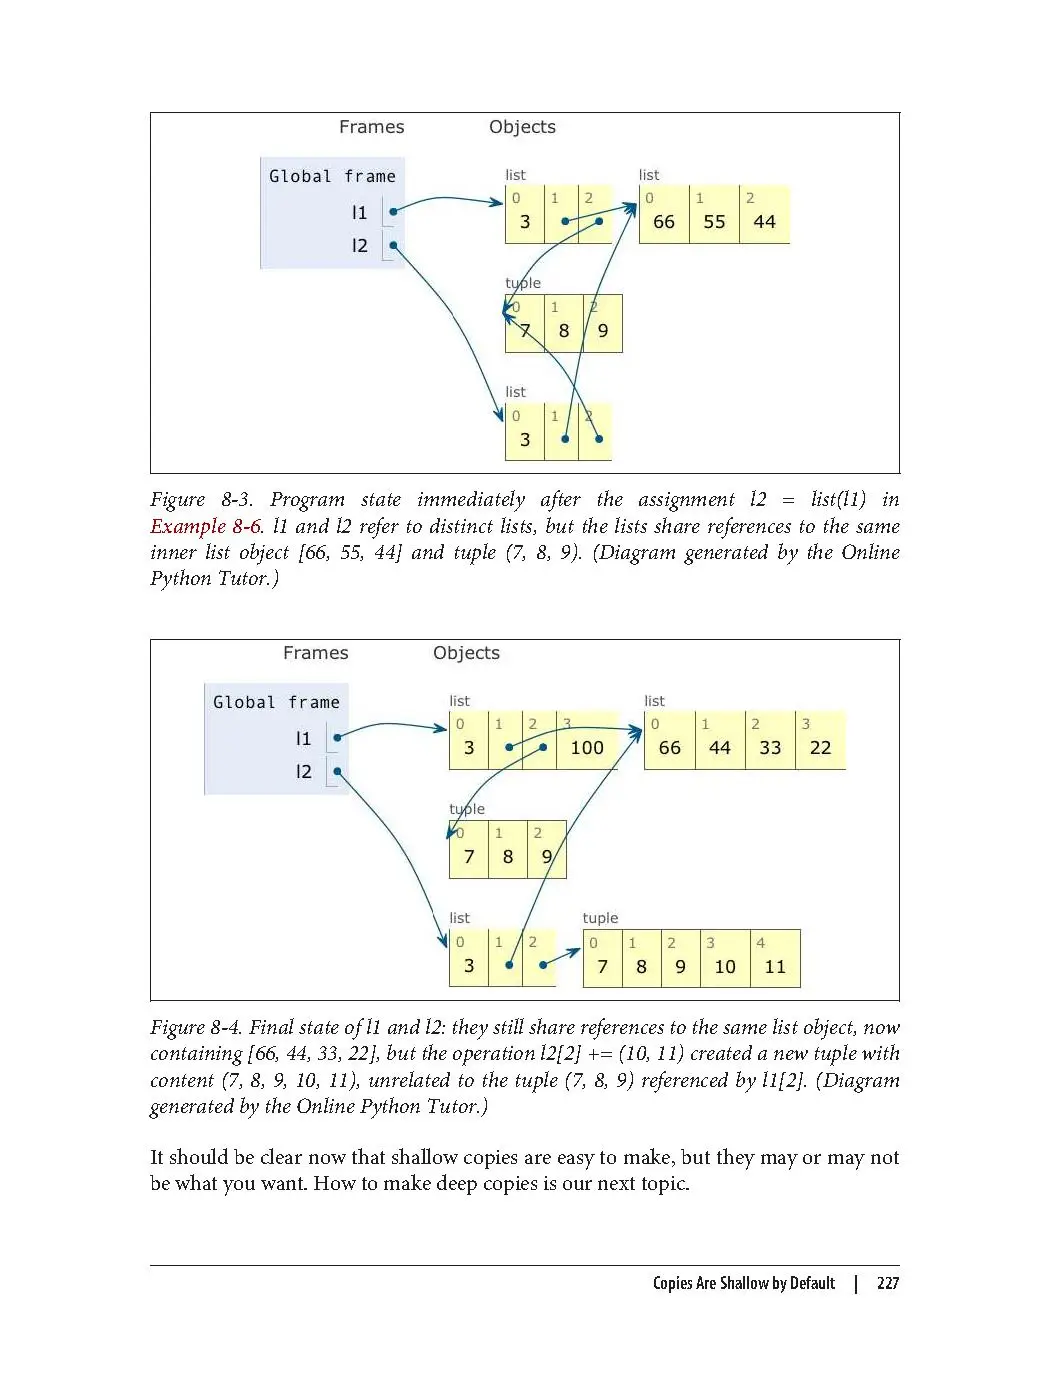 Frames Objects
Global frame
list list
0 1 2 0 1 2
l1 3 66 55 44
l2
tuple
0 1 2
7 8 9
list
0 1 2
3
Figure 8-3. Program state immediately after the assignment l2 = list(l1) in
Example 8-6. l1 and l2 refer to distinct lists, but the lists share references to the same
inner list object [66, 55, 44] and tuple (7, 8, 9). (Diagram generated by the Online
Python Tutor.)
Frames Objects
Global frame
list list
0 1 2 3 0 1 2 3
l1 3 100 66 44 33 22
l2
tuple
0 1 2
7 8 9
list tuple
0 1 2 0 1 2 3 4
3 7 8 9 10 11
Figure 8-4. Final state of l1 and l2: they still share references to the same list object, now
containing [66, 44, 33, 22], but the operation l2[2] += (10, 11) created a new tuple with
content (7, 8, 9, 10, 11), unrelated to the tuple (7, 8, 9) referenced by l1[2]. (Diagram
generated by the Online Python Tutor.)
It should be clear now that shallow copies are easy to make, but they may or may not
be what you want. How to make deep copies is our next topic.
Copies Are Shallow by Default | 227